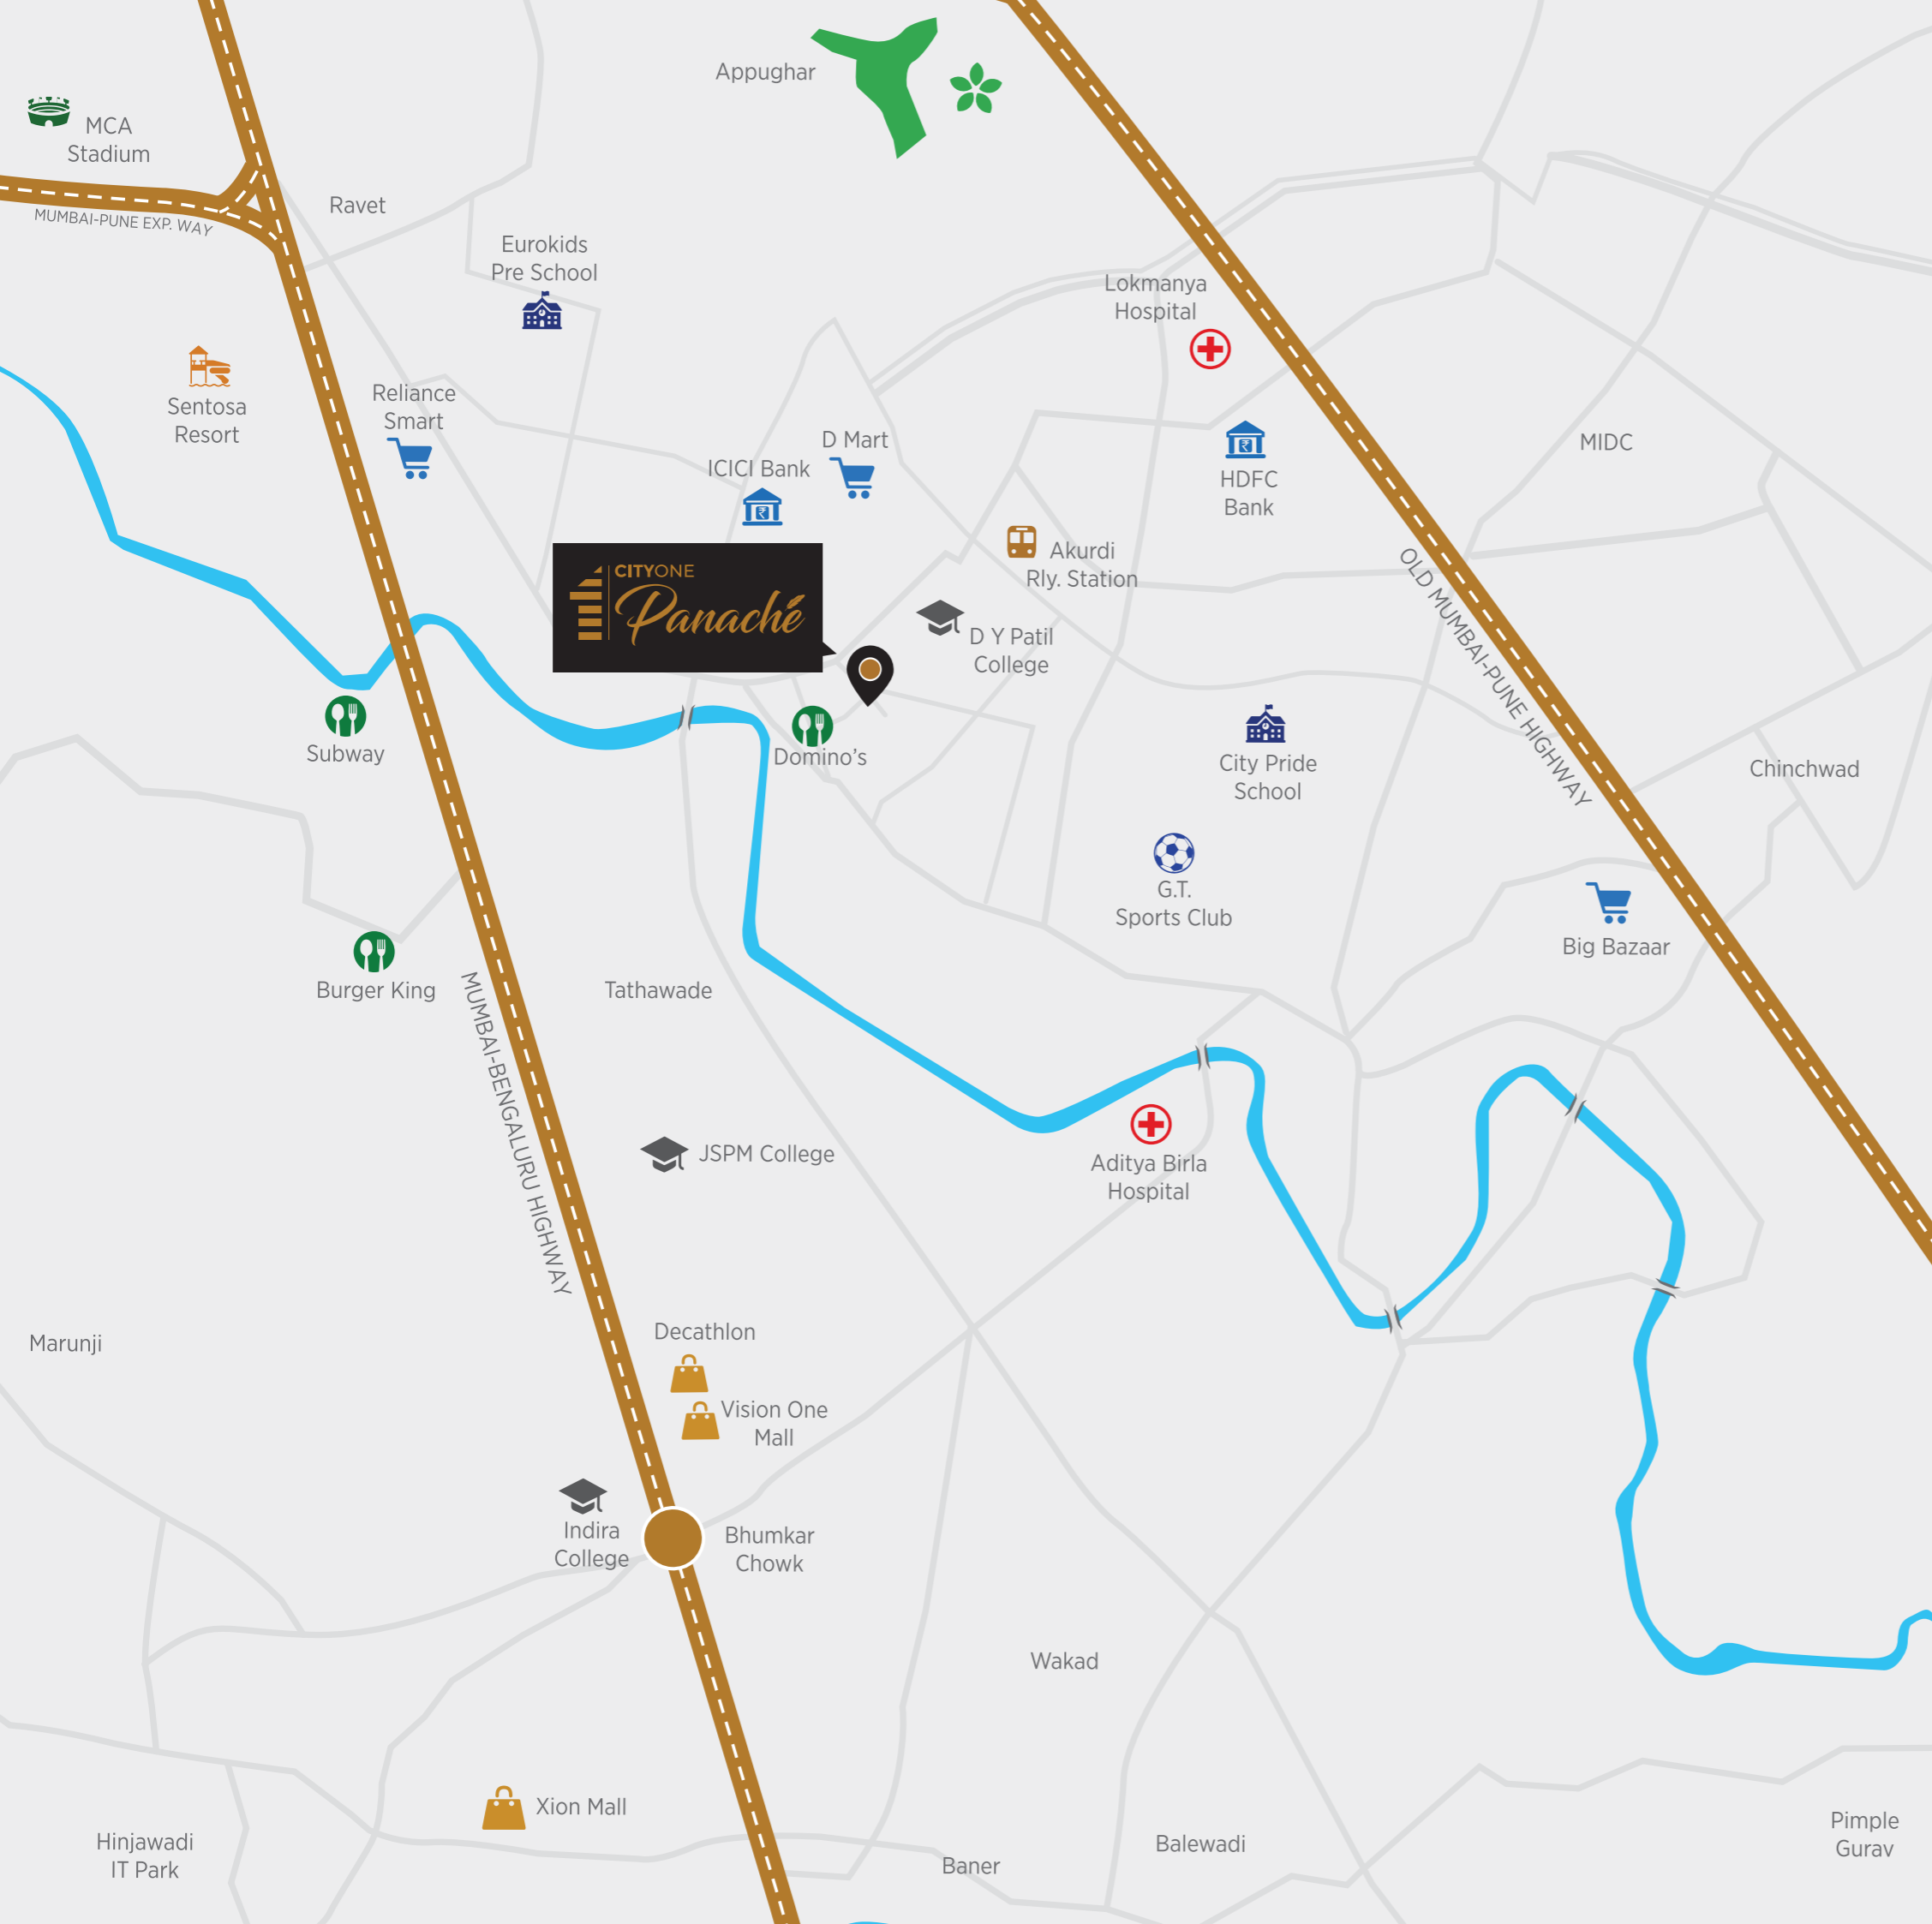 Appughar
MCA
Stadium
MUMBAI-PUNE EXP. WAY
Ravet
Eurokids
Pre School
Lokmanya
Hospital
Sentosa
Resort
Reliance
Smart
D Mart
ICICI Bank
HDFC
Bank
MIDC
Akurdi
Rly. Station
CITYONE
Panaché
D Y Patil
College
OLD MUMBAI-PUNE HIGHWAY
Subway
Domino's
City Pride
School
Chinchwad
G.T.
Sports Club
Big Bazaar
Burger King
Tathawade
MUMBAI-BENGALURU HIGHWAY
JSPM College
Aditya Birla
Hospital
Marunji
Decathlon
Vision One
Mall
Indira
College
Bhumkar
Chowk
Wakad
Xion Mall
Hinjawadi
IT Park
Baner
Balewadi
Pimple
Gurav